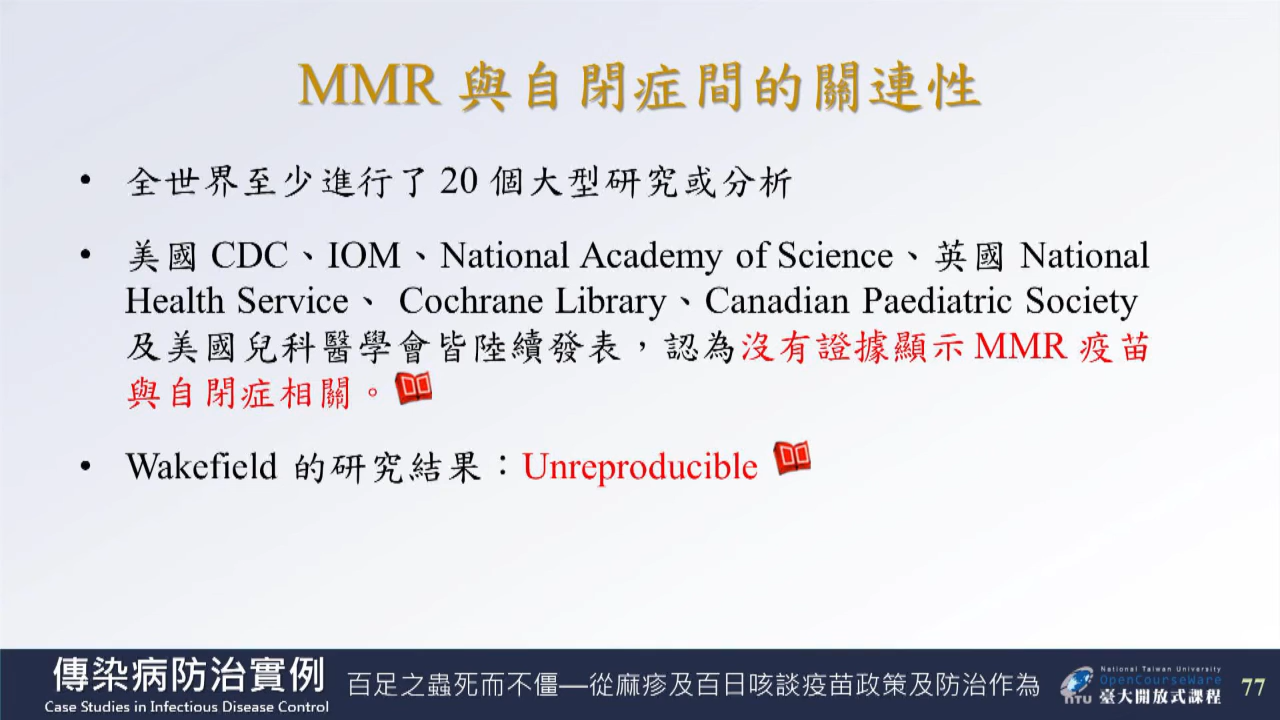 MMR 與自閉症間的關連性
• 全世界至少進行了 20 個大型研究或分析
• 美國 CDC、IOM、National Academy of Science、英國 National
Health Service、 Cochrane Library、Canadian Paediatric Society
及美國兒科醫學會皆陸續發表，認為沒有證據顯示 MMR 疫苗
與自閉症相關。
• Wakefield 的研究結果：Unreproducible
傳染病防治實例
Case Studies in Infectious Disease Control
百足之蟲死而不僵—從麻疹及百日咳談疫苗政策及防治作為
National Taiwan University
OpenCourseWare
NTU 臺大開放式課程
77